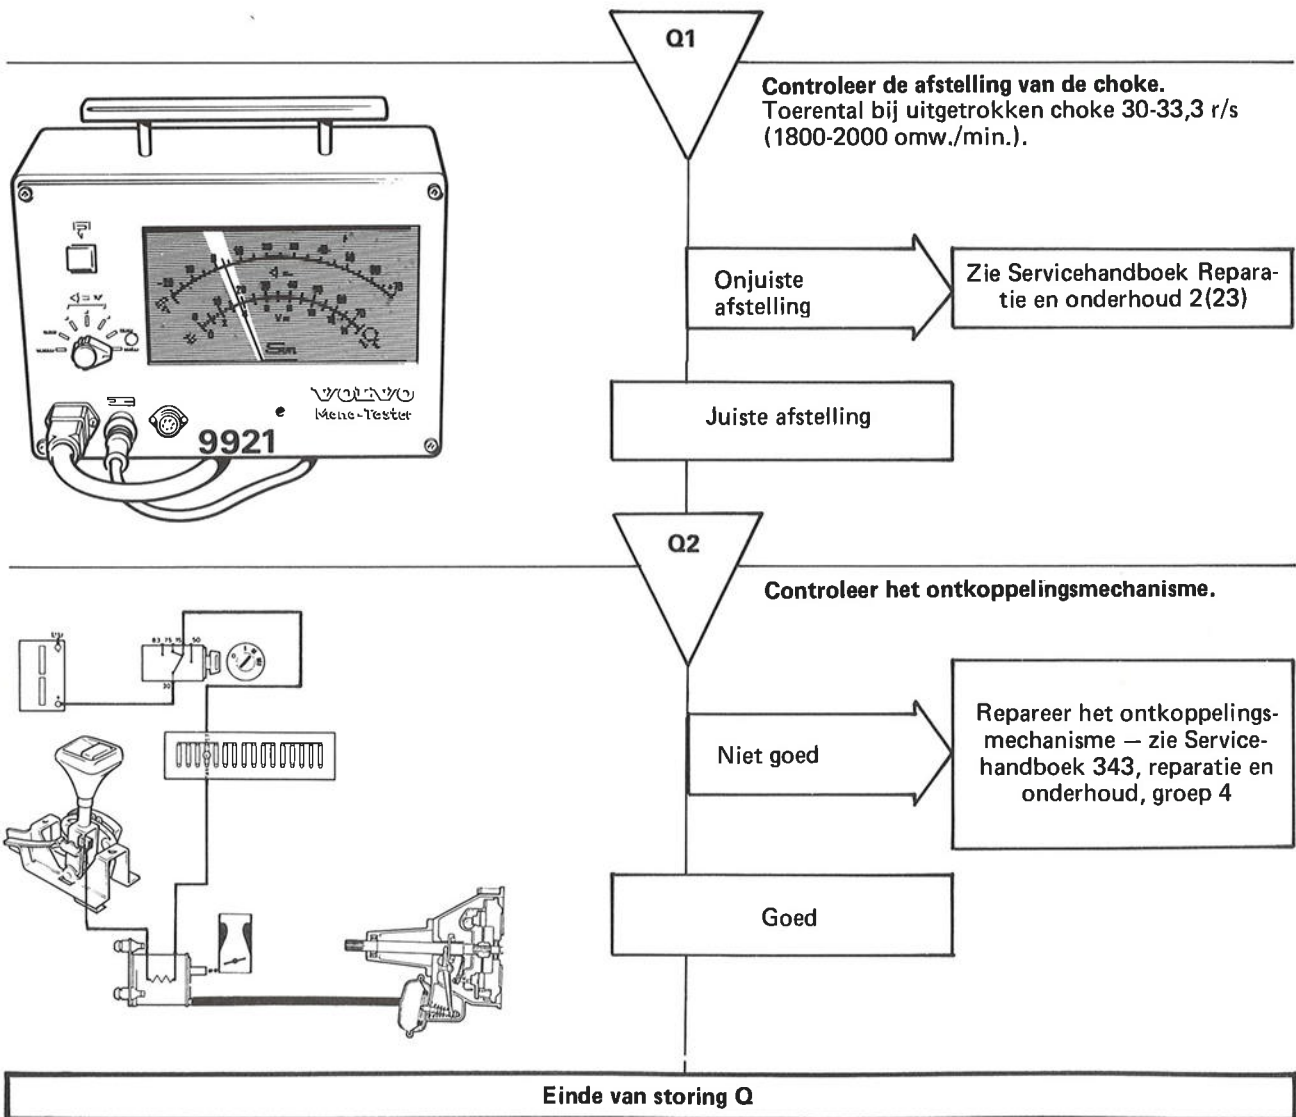 Q1
Controleer de afstelling van de choke.
Toerental bij uitgetrokken choke 30-33,3 r/s
(1800-2000 omw./min.).
Onjuiste
afstelling
Zie Servicehandboek Repara-
tie en onderhoud 2(23)
Juiste afstelling
VOLVO
Mono-Tester
9921
Sun
Q2
Controleer het ontkoppelingsmechanisme.
30
50
Niet goed
Repareer het ontkoppelings-
mechanisme — zie Service-
handboek 343, reparatie en
onderhoud, groep 4
Goed
Einde van storing Q